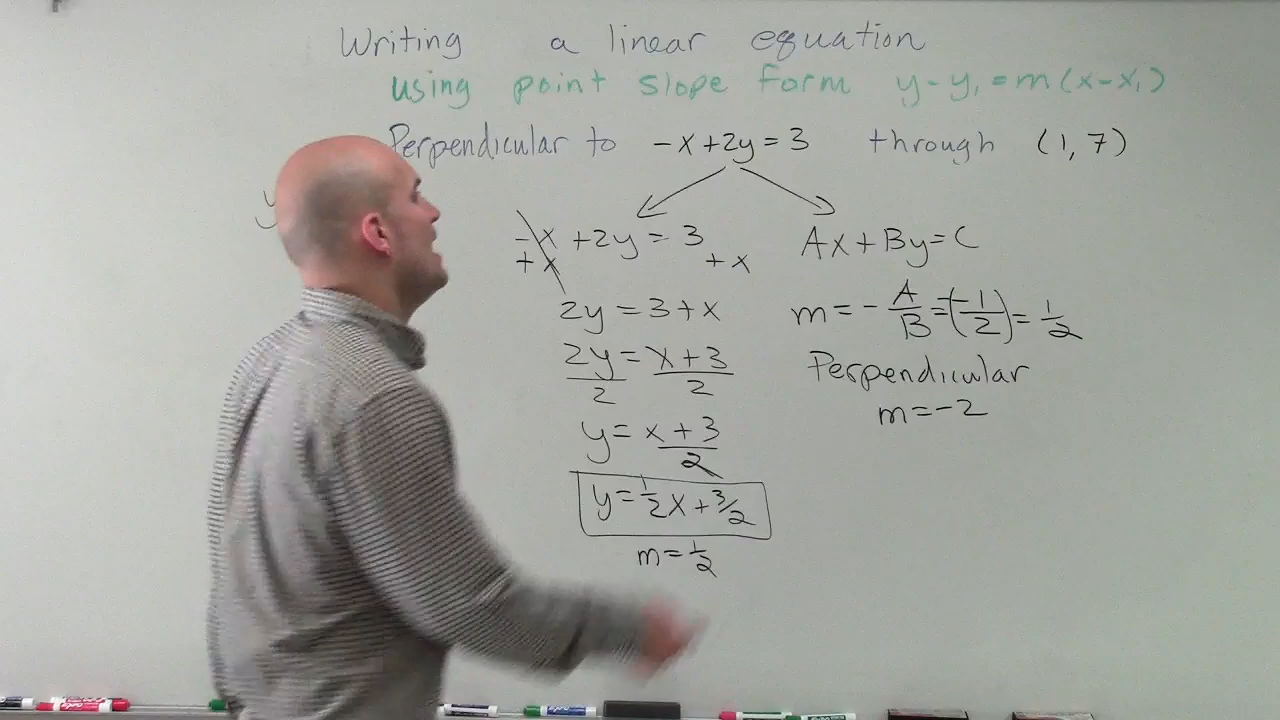 Writing a linear equation
using point slope form y-y₁=m(x-x₁)
Perpendicular to -x+2y=3 through (1,7)
y
-x+2y=3
+x +x
2y=3+x
2y/2=x+3/2
y=x+3/2
y=1/2x+3/2
m=1/2
Ax+By=C
m=-A/B=-(-1/2)=1/2
Perpendicular
m=-2